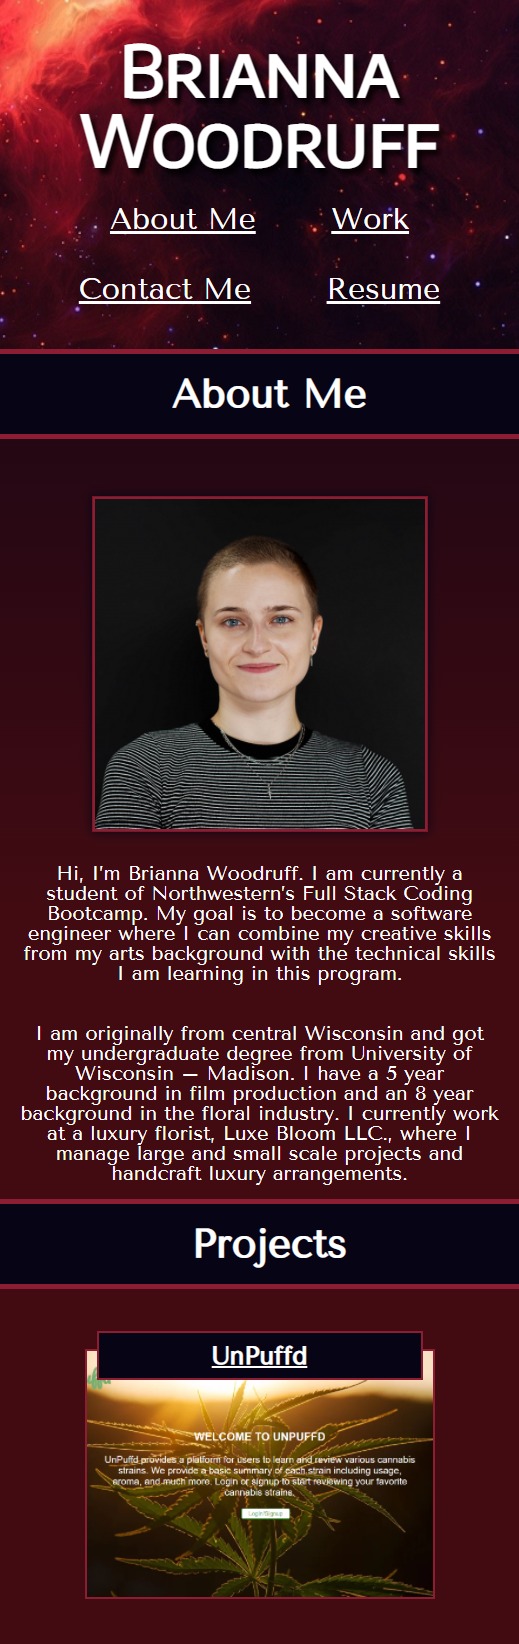 Brianna
Woodruff
About Me Work
Contact Me Resume
About Me
Hi, I'm Brianna Woodruff. I am currently a
student of Northwestern's Full Stack Coding
Bootcamp. My goal is to become a software
engineer where I can combine my creative skills
from my arts background with the technical skills
I am learning in this program.
I am originally from central Wisconsin and got
my undergraduate degree from University of
Wisconsin – Madison. I have a 5 year
background in film production and an 8 year
background in the floral industry. I currently work
at a luxury florist, Luxe Bloom LLC., where I
manage large and small scale projects and
handcraft luxury arrangements.
Projects
UnPuffd
WELCOME TO UNPUFFD
UnPuffd provides a platform for users to learn and review various cannabis
strains. We provide a basic summary of each strain including usage,
aroma, and much more. Login or signup to start reviewing your favorite
cannabis strains.
Login/Signup